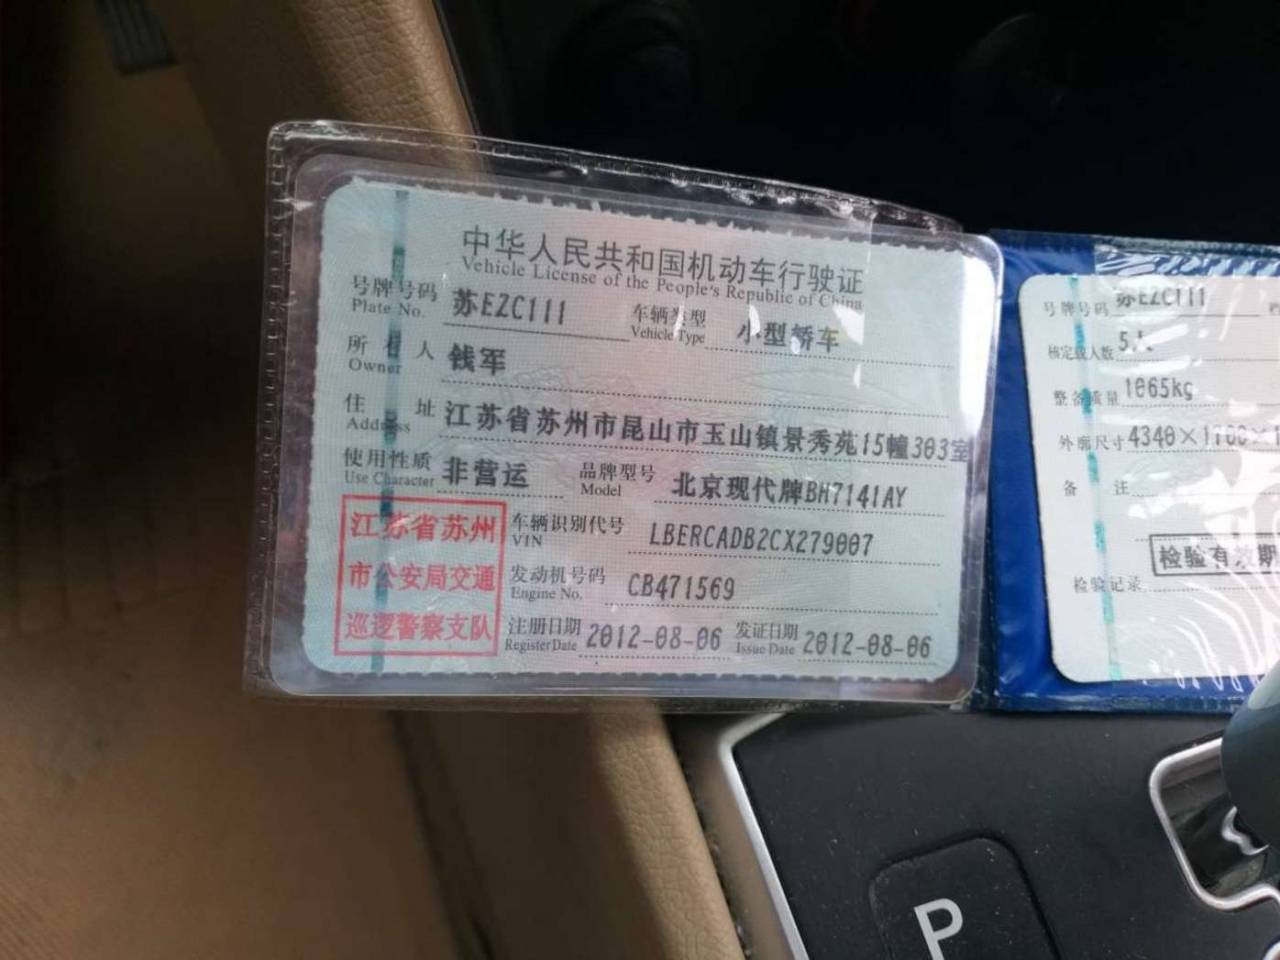 中华人民共和国机动车行驶证
Vehicle License of the People's Republic of China
号牌号码 苏EZC111 车辆类型 小型轿车
Plate No. Vehicle Type
所有人 钱军
Owner
住址 江苏省苏州市昆山市玉山镇景秀苑15幢303室
Address
使用性质 非营运 品牌型号 北京现代牌BH7141AY
Use Character Model
江苏省苏州
市公安局交通
巡逻警察支队
车辆识别代号 LBERCADB2CX279007
VIN
发动机号码 CB471569
Engine No.
注册日期 2012-08-06 发证日期 2012-08-06
Register Date Issue Date
号牌号码 苏EZC111
核定载人数 5人
整备质量 1065kg
外廓尺寸 4340×1700×
备注
检验有效期
检验记录
P